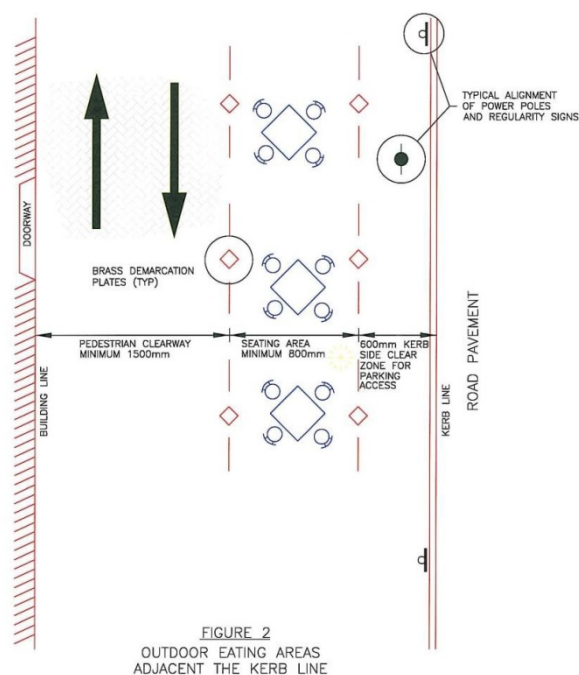 TYPICAL ALIGNMENT
OF POWER POLES
AND REGULARITY SIGNS
DOORWAY
BRASS DEMARCATION
PLATES (TYP)
PEDESTRIAN CLEARWAY
MINIMUM 1500mm
SEATING AREA
MINIMUM 800mm
600mm KERB
SIDE CLEAR
ZONE FOR
PARKING
ACCESS
BUILDING LINE
KERB LINE
ROAD PAVEMENT
FIGURE 2
OUTDOOR EATING AREAS
ADJACENT THE KERB LINE